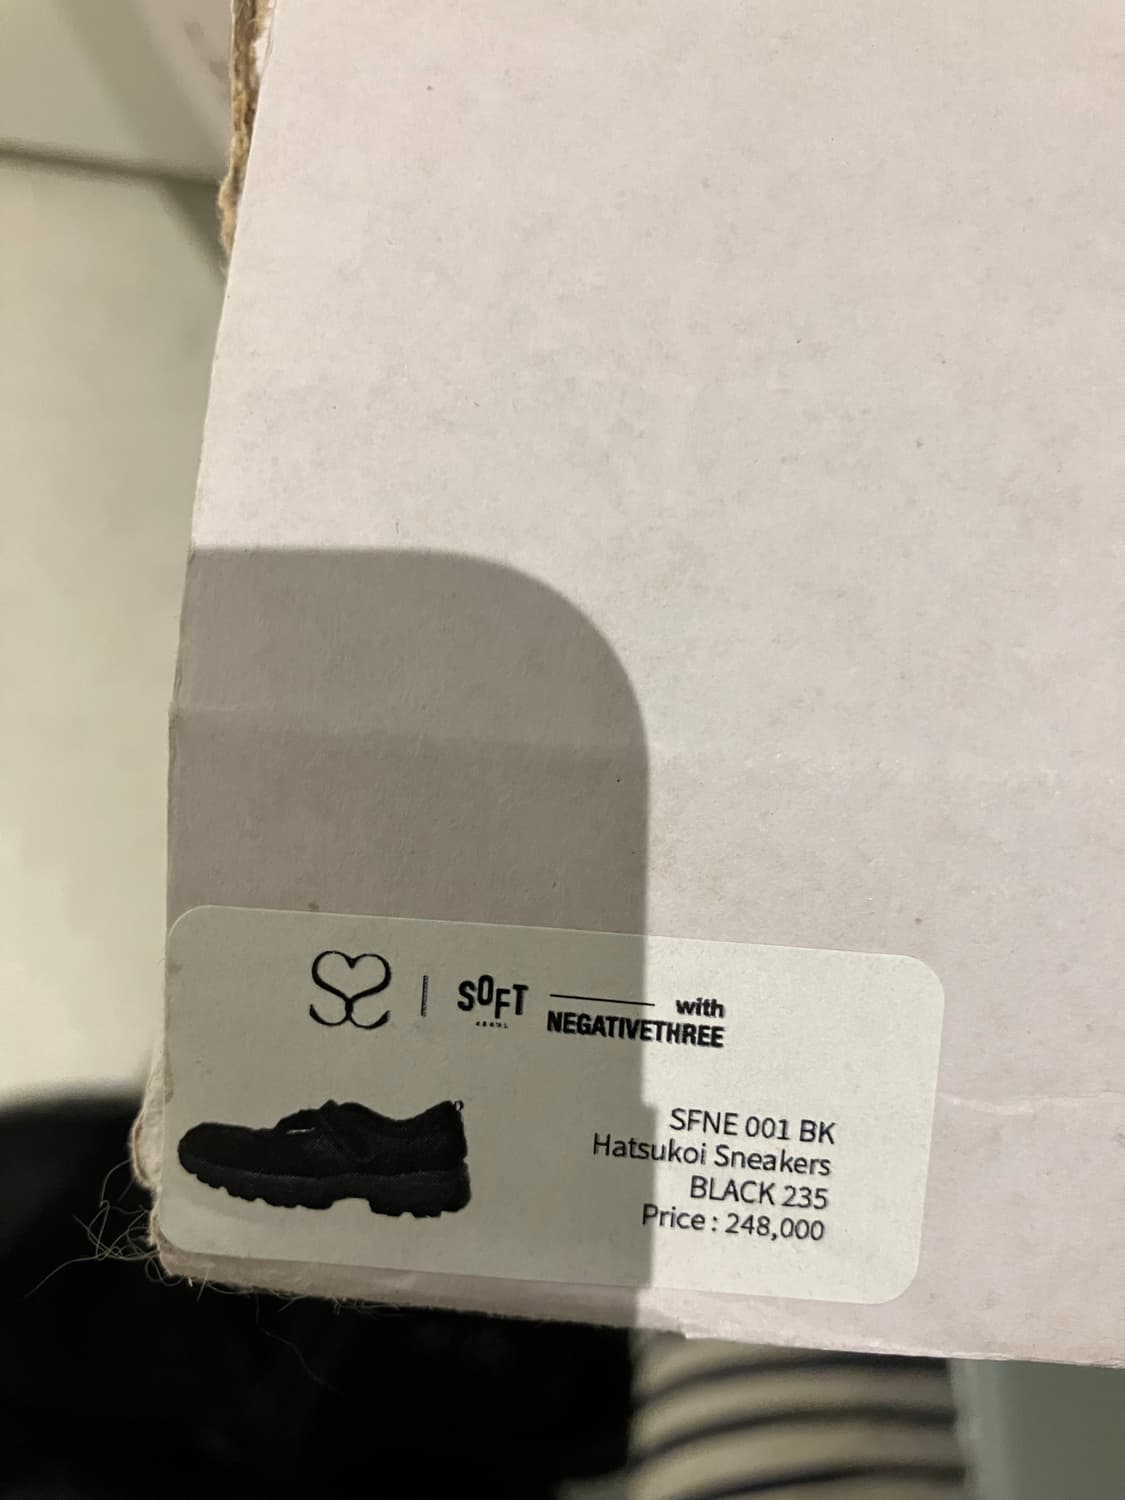 SOFT
with
NEGATIVETHREE
SFNE 001 BK
Hatsukoi Sneakers
BLACK 235
Price : 248,000